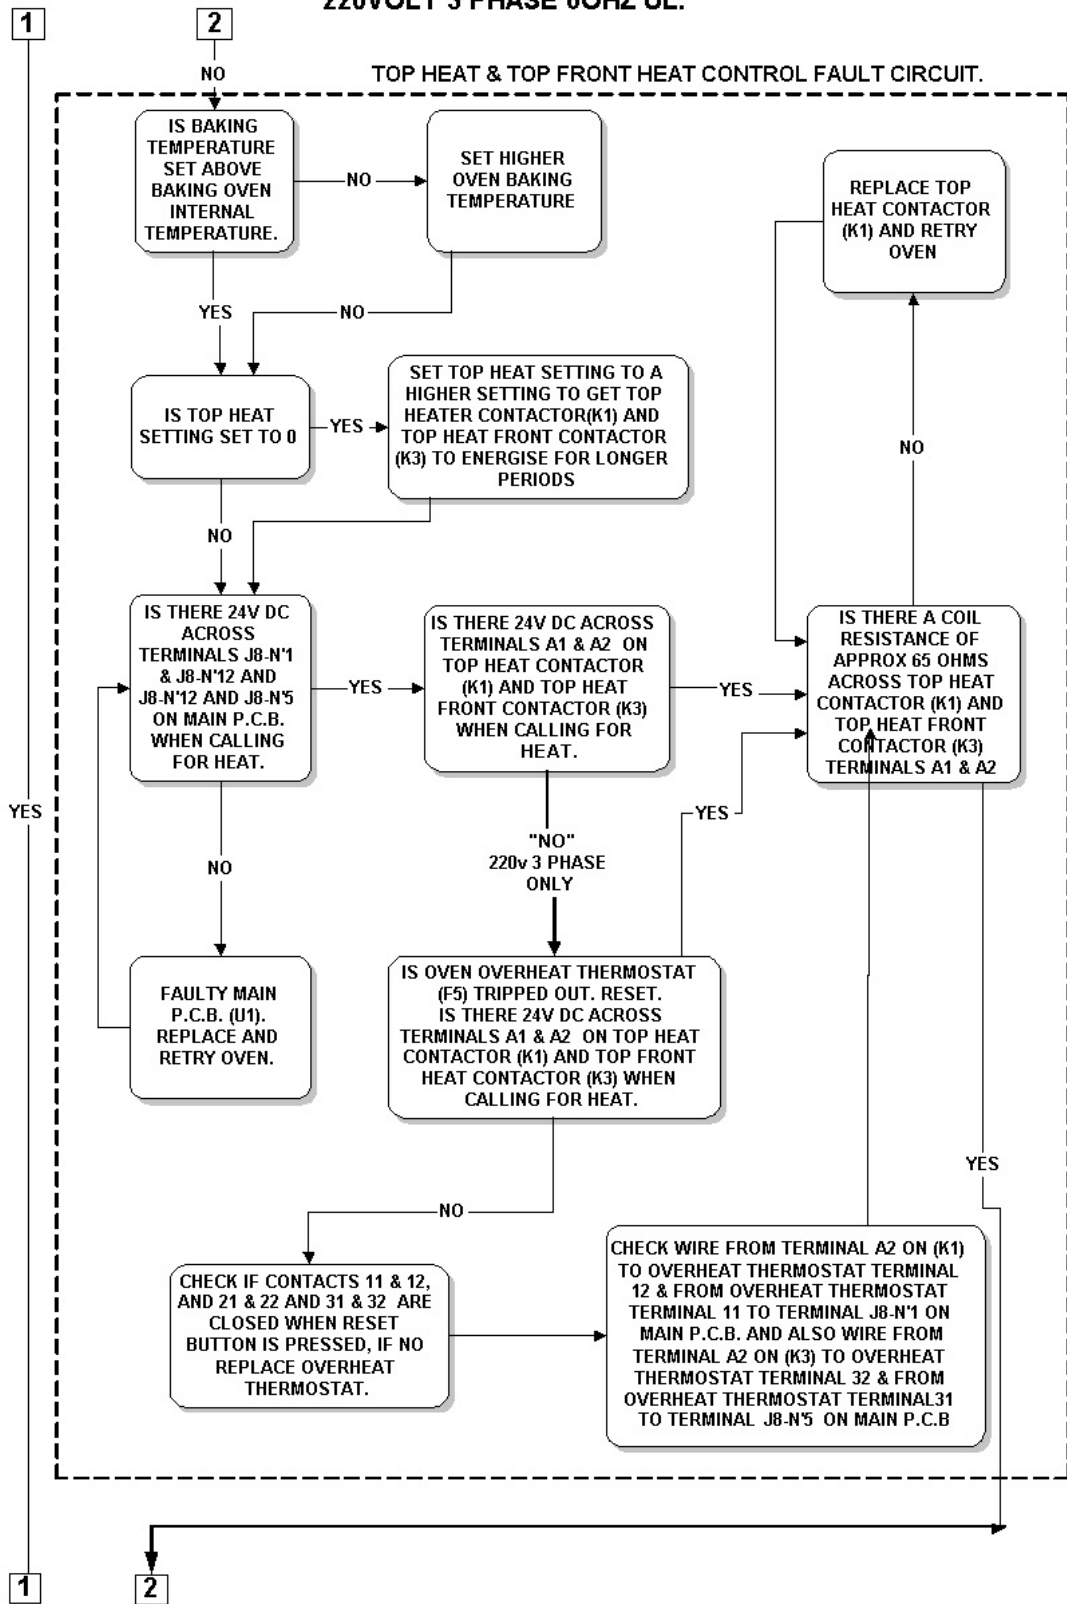 220VOLT 3 PHASE 60HZ UL.
1
2
NO
TOP HEAT & TOP FRONT HEAT CONTROL FAULT CIRCUIT.
IS BAKING
TEMPERATURE
SET ABOVE
BAKING OVEN
INTERNAL
TEMPERATURE.
NO
SET HIGHER
OVEN BAKING
TEMPERATURE
REPLACE TOP
HEAT CONTACTOR
(K1) AND RETRY
OVEN
YES
NO
IS TOP HEAT
SETTING SET TO 0
YES
SET TOP HEAT SETTING TO A
HIGHER SETTING TO GET TOP
HEATER CONTACTOR(K1) AND
TOP HEAT FRONT CONTACTOR
(K3) TO ENERGISE FOR LONGER
PERIODS
NO
NO
IS THERE 24V DC
ACROSS
TERMINALS J8-N'1
& J8-N'12 AND
J8-N'12 AND J8-N'5
ON MAIN P.C.B.
WHEN CALLING
FOR HEAT.
YES
IS THERE 24V DC ACROSS
TERMINALS A1 & A2 ON
TOP HEAT CONTACTOR
(K1) AND TOP HEAT
FRONT CONTACTOR (K3)
WHEN CALLING FOR
HEAT.
YES
IS THERE A COIL
RESISTANCE OF
APPROX 65 OHMS
ACROSS TOP HEAT
CONTACTOR (K1) AND
TOP HEAT FRONT
CONTACTOR (K3)
TERMINALS A1 & A2
YES
NO
"NO"
220v 3 PHASE
ONLY
YES
FAULTY MAIN
P.C.B. (U1).
REPLACE AND
RETRY OVEN.
IS OVEN OVERHEAT THERMOSTAT
(F5) TRIPPED OUT. RESET.
IS THERE 24V DC ACROSS
TERMINALS A1 & A2 ON TOP HEAT
CONTACTOR (K1) AND TOP FRONT
HEAT CONTACTOR (K3) WHEN
CALLING FOR HEAT.
YES
NO
CHECK IF CONTACTS 11 & 12,
AND 21 & 22 AND 31 & 32 ARE
CLOSED WHEN RESET
BUTTON IS PRESSED, IF NO
REPLACE OVERHEAT
THERMOSTAT.
CHECK WIRE FROM TERMINAL A2 ON (K1)
TO OVERHEAT THERMOSTAT TERMINAL
12 & FROM OVERHEAT THERMOSTAT
TERMINAL 11 TO TERMINAL J8-N'1 ON
MAIN P.C.B. AND ALSO WIRE FROM
TERMINAL A2 ON (K3) TO OVERHEAT
THERMOSTAT TERMINAL 32 & FROM
OVERHEAT THERMOSTAT TERMINAL31
TO TERMINAL J8-N'5 ON MAIN P.C.B
1
2